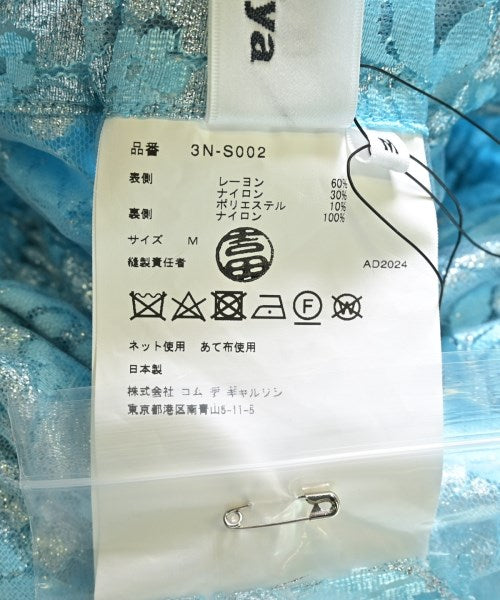 ya
品番 3N-S002
表側 レーヨン 60%
ナイロン 30%
ポリエステル 10%
裏側 ナイロン 100%
サイズ M
縫製責任者
AD2024
F
W
ネット使用 あて布使用
日本製
株式会社 コム デ ギャルソン
東京都港区南青山5-11-5
M